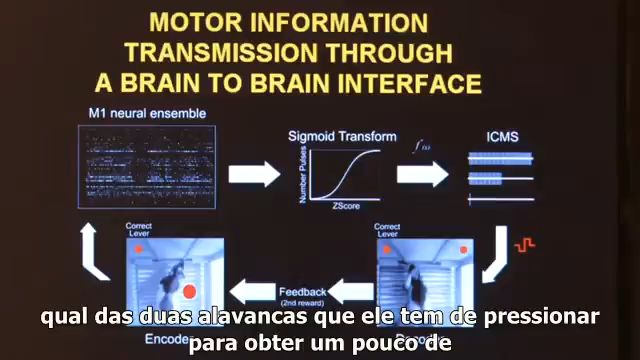 MOTOR INFORMATION
TRANSMISSION THROUGH
A BRAIN TO BRAIN INTERFACE
M1 neural ensemble
Sigmoid Transform
f(x)
ICMS
Number Pulses
ZScore
Correct
Lever
Correct
Lever
Feedback
(2nd reward)
Encoder
Decoder
qual das duas alavancas que ele tem de pressionar
para obter um pouco de